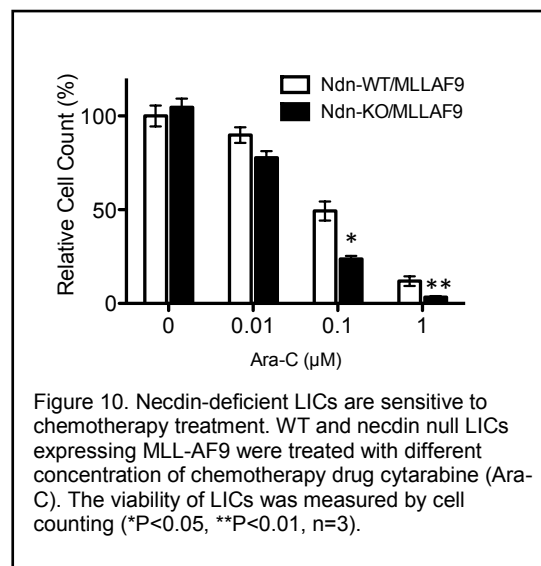 Ndn-WT/MLLAF9
Ndn-KO/MLLAF9
Relative Cell Count (%)
100
50
0
*
**
0
0.01
0.1
1
Ara-C (µM)
Figure 10. Necdin-deficient LICs are sensitive to
chemotherapy treatment. WT and necdin null LICs
expressing MLL-AF9 were treated with different
concentration of chemotherapy drug cytarabine (Ara-
C). The viability of LICs was measured by cell
counting (*P<0.05, **P<0.01, n=3).